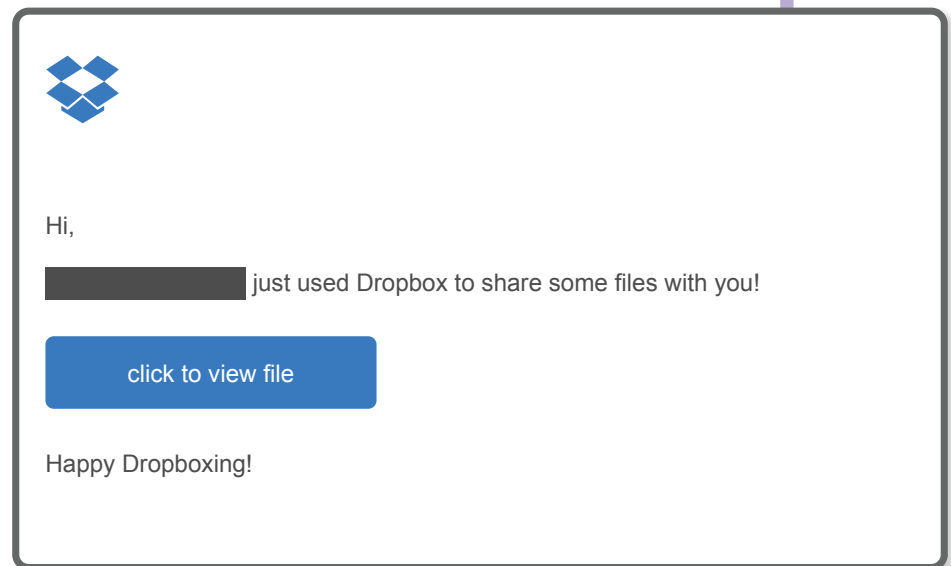 Hi,
just used Dropbox to share some files with you!
click to view file
Happy Dropboxing!